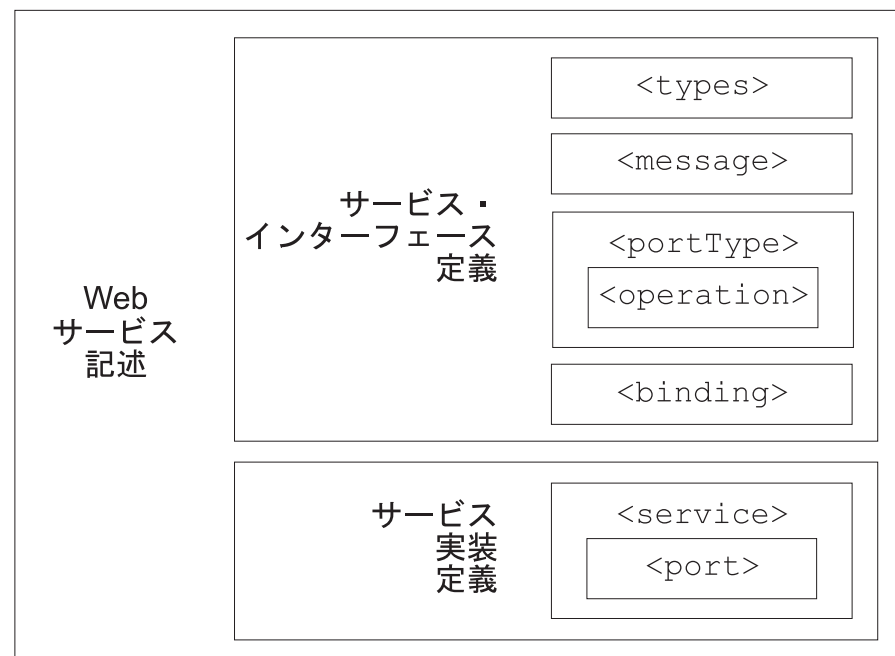 Web
サービス
記述
サービス・
インターフェース
定義
<types>
<message>
<portType>
<operation>
<binding>
サービス
実装
定義
<service>
<port>